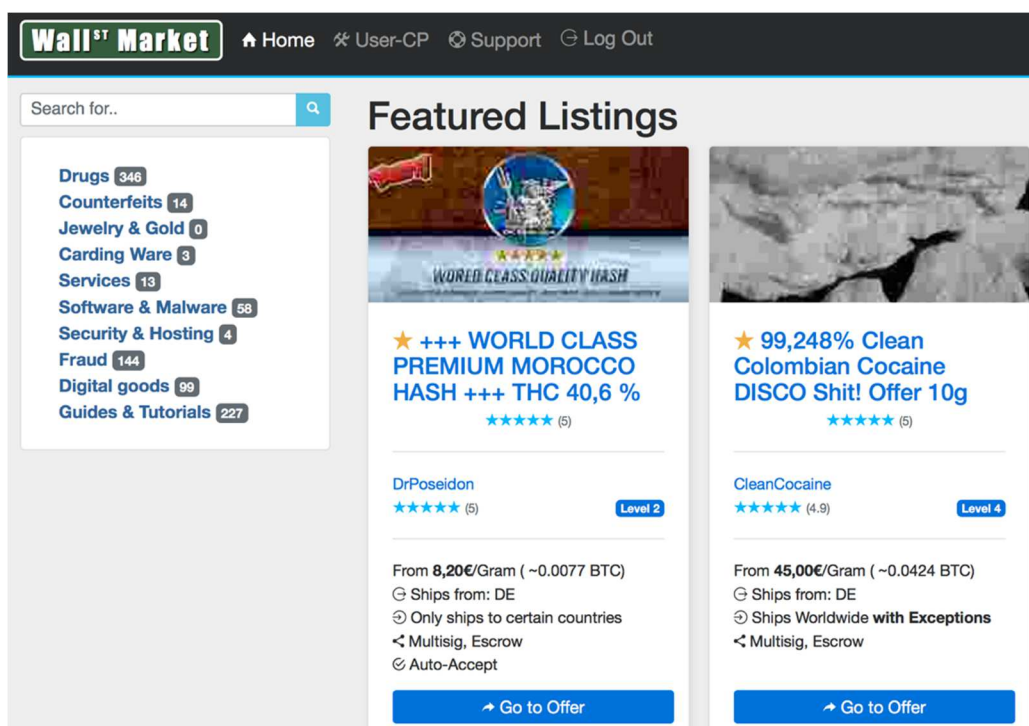 Wall ST Market Home User-CP Support Log Out
Search for..
Drugs 346
Counterfeits 14
Jewelry & Gold 0
Carding Ware 3
Services 13
Software & Malware 58
Security & Hosting 4
Fraud 144
Digital goods 99
Guides & Tutorials 227
Featured Listings
WORLD CLASS QUALITY HASH
+++ WORLD CLASS
PREMIUM MOROCCO
HASH +++ THC 40,6 %
★★★★★ (5)
DrPoseidon
★★★★★ (5) Level 2
From 8,20€/Gram ( ~0.0077 BTC)
Ships from: DE
Only ships to certain countries
Multisig, Escrow
Auto-Accept
Go to Offer
99,248% Clean
Colombian Cocaine
DISCO Shit! Offer 10g
★★★★★ (5)
CleanCocaine
★★★★★ (4.9) Level 4
From 45,00€/Gram ( ~0.0424 BTC)
Ships from: DE
Ships Worldwide with Exceptions
Multisig, Escrow
Go to Offer